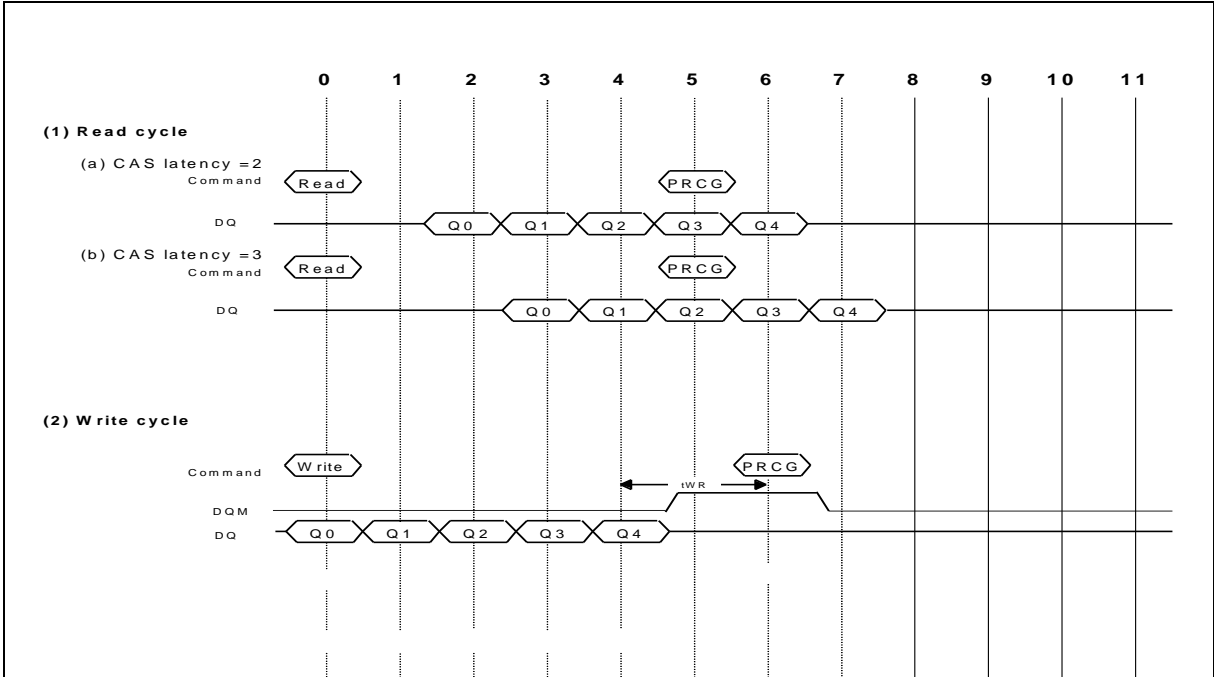 0 1 2 3 4 5 6 7 8 9 10 11
(1) Read cycle
(a) CAS latency =2
Command Read PRCG
DQ Q0 Q1 Q2 Q3 Q4
(b) CAS latency =3
Command Read PRCG
DQ Q0 Q1 Q2 Q3 Q4
(2) Write cycle
Command Write PRCG
tWR
DQM
DQ Q0 Q1 Q2 Q3 Q4